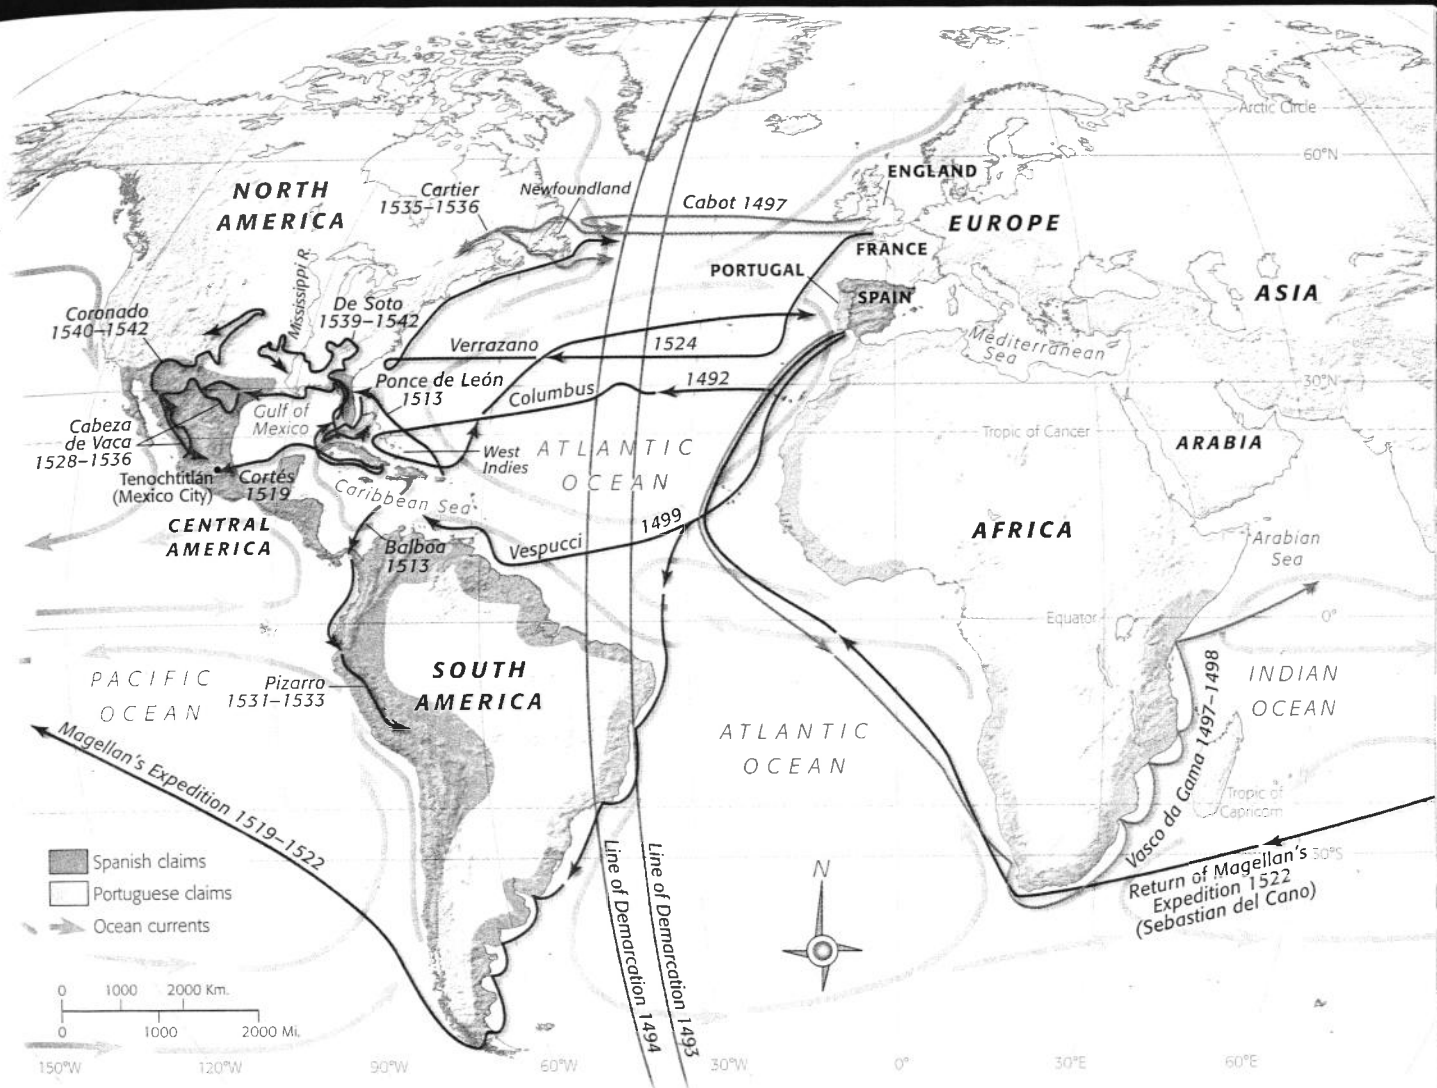 Arctic Circle
60°N
ENGLAND
NORTH
AMERICA
Cartier
1535–1536
Newfoundland
Cabot 1497
EUROPE
FRANCE
PORTUGAL
SPAIN
ASIA
Mississippi R.
Coronado
1540–1542
De Soto
1539–1542
Verrazano
1524
Mediterranean
Sea
30°N
Ponce de León
1513
Columbus
1492
Gulf of
Mexico
Cabeza
de Vaca
1528–1536
Tropic of Cancer
ARABIA
West
Indies
ATLANTIC
OCEAN
Tenochtitlán
(Mexico City)
Cortés
1519
Caribbean Sea
CENTRAL
AMERICA
Balboa
1513
Vespucci
1499
AFRICA
Arabian
Sea
Equator
0°
PACIFIC
OCEAN
Pizarro
1531–1533
SOUTH
AMERICA
INDIAN
OCEAN
ATLANTIC
OCEAN
Magellan's Expedition 1519–1522
Vasco da Gama 1497–1498
Tropic of
Capricorn
30°S
Return of Magellan's
Expedition 1522
(Sebastian del Cano)
Line of Demarcation 1494
Line of Demarcation 1493
N
Spanish claims
Portuguese claims
Ocean currents
0 1000 2000 Km.
0 1000 2000 Mi.
150°W 120°W 90°W 60°W 30°W 0° 30°E 60°E